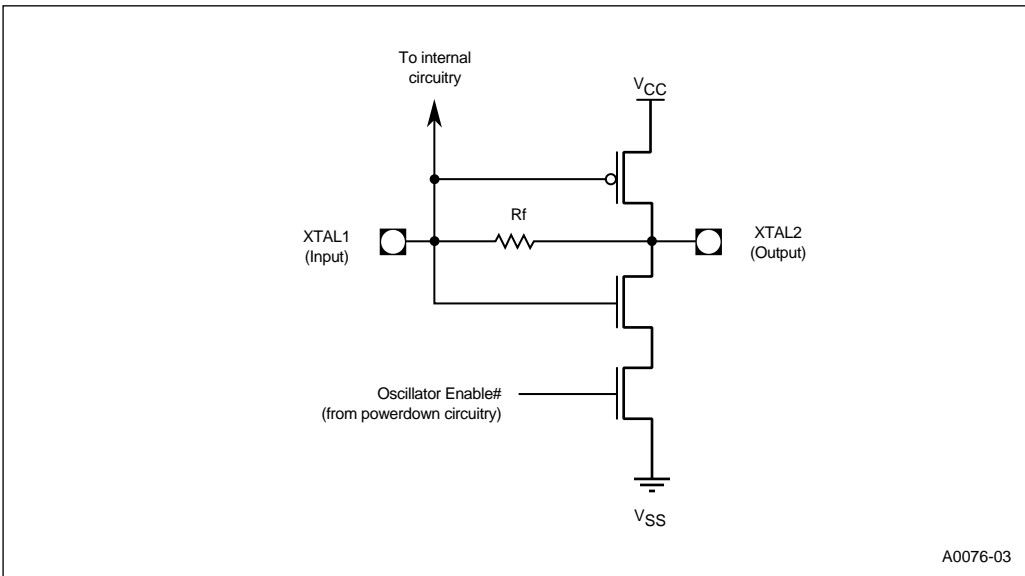 To internal
circuitry
VCC
Rf
XTAL1
(Input)
XTAL2
(Output)
Oscillator Enable#
(from powerdown circuitry)
VSS
A0076-03